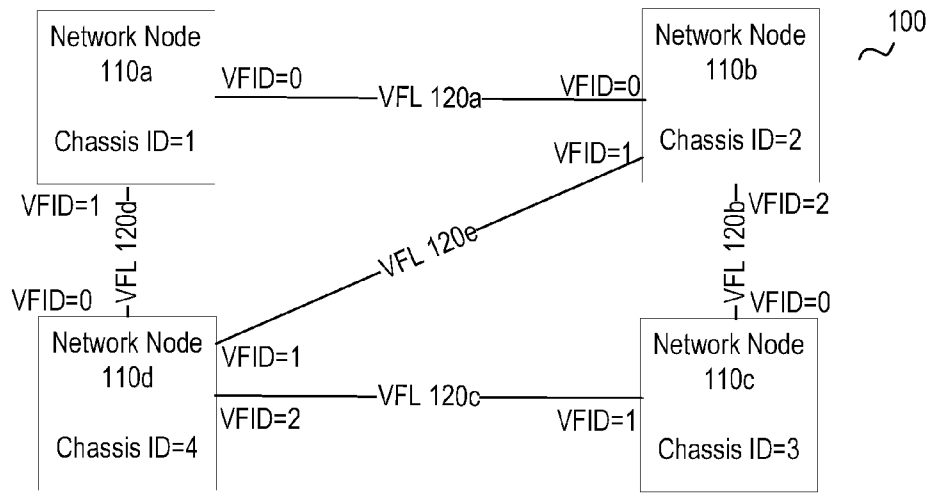 100
Network Node
110a
Chassis ID=1
VFID=0
VFL 120a
VFID=0
Network Node
110b
Chassis ID=2
VFID=1
VFID=1
VFL 120d
VFID=0
VFL 120e
VFID=2
VFL 120b
VFID=0
Network Node
110d
Chassis ID=4
VFID=1
VFID=2
VFL 120c
VFID=1
Network Node
110c
Chassis ID=3